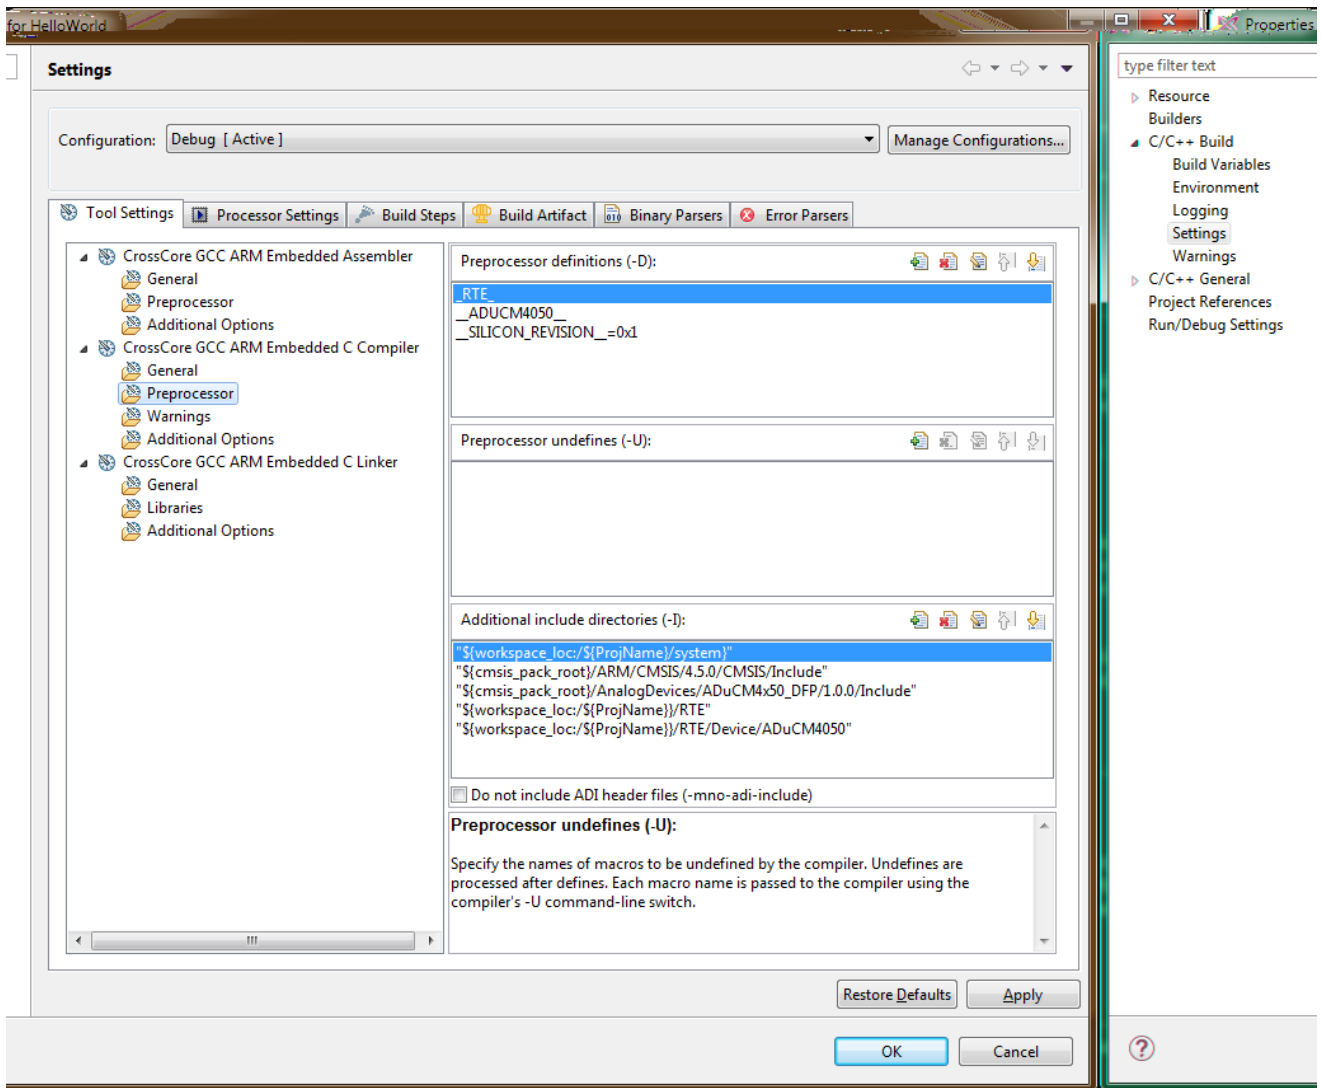 for HelloWorld
Properties
Settings
Configuration:
Debug [ Active ]
Manage Configurations...
Tool Settings
Processor Settings
Build Steps
Build Artifact
Binary Parsers
Error Parsers
CrossCore GCC ARM Embedded Assembler
General
Preprocessor
Additional Options
CrossCore GCC ARM Embedded C Compiler
General
Preprocessor
Warnings
Additional Options
CrossCore GCC ARM Embedded C Linker
General
Libraries
Additional Options
Preprocessor definitions (-D):
_RTE_
__ADUCM4050__
__SILICON_REVISION__=0x1
Preprocessor undefines (-U):
Additional include directories (-I):
"${workspace_loc:/${ProjName}/system}"
"${cmsis_pack_root}/ARM/CMSIS/4.5.0/CMSIS/Include"
"${cmsis_pack_root}/AnalogDevices/ADuCM4x50_DFP/1.0.0/Include"
"${workspace_loc:/${ProjName}}/RTE"
"${workspace_loc:/${ProjName}}/RTE/Device/ADuCM4050"
Do not include ADI header files (-mno-adi-include)
Preprocessor undefines (-U):
Specify the names of macros to be undefined by the compiler. Undefines are
processed after defines. Each macro name is passed to the compiler using the
compiler's -U command-line switch.
Restore Defaults
Apply
OK
Cancel
type filter text
Resource
Builders
C/C++ Build
Build Variables
Environment
Logging
Settings
Warnings
C/C++ General
Project References
Run/Debug Settings